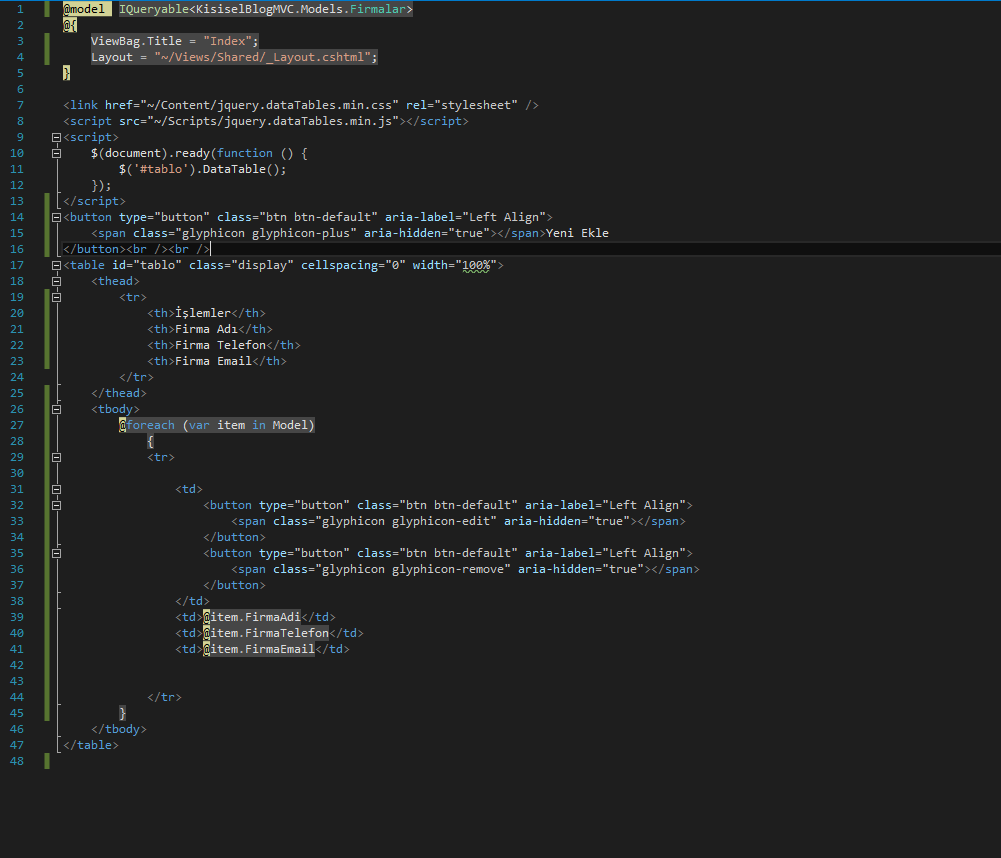 1 @model IQueryable<KisiselBlogMVC.Models.Firmalar>
2 @{
3 ViewBag.Title = "Index";
4 Layout = "~/Views/Shared/_Layout.cshtml";
5 }
6
7 <link href="~/Content/jquery.dataTables.min.css" rel="stylesheet" />
8 <script src="~/Scripts/jquery.dataTables.min.js"></script>
9 <script>
10 $(document).ready(function () {
11 $('#tablo').DataTable();
12 });
13 </script>
14 <button type="button" class="btn btn-default" aria-label="Left Align">
15 <span class="glyphicon glyphicon-plus" aria-hidden="true"></span>Yeni Ekle
16 </button><br /><br />
17 <table id="tablo" class="display" cellspacing="0" width="100%">
18 <thead>
19 <tr>
20 <th>İşlemler</th>
21 <th>Firma Adı</th>
22 <th>Firma Telefon</th>
23 <th>Firma Email</th>
24 </tr>
25 </thead>
26 <tbody>
27 @foreach (var item in Model)
28 {
29 <tr>
30
31 <td>
32 <button type="button" class="btn btn-default" aria-label="Left Align">
33 <span class="glyphicon glyphicon-edit" aria-hidden="true"></span>
34 </button>
35 <button type="button" class="btn btn-default" aria-label="Left Align">
36 <span class="glyphicon glyphicon-remove" aria-hidden="true"></span>
37 </button>
38 </td>
39 <td>@item.FirmaAdi</td>
40 <td>@item.FirmaTelefon</td>
41 <td>@item.FirmaEmail</td>
42
43
44 </tr>
45 }
46 </tbody>
47 </table>
48